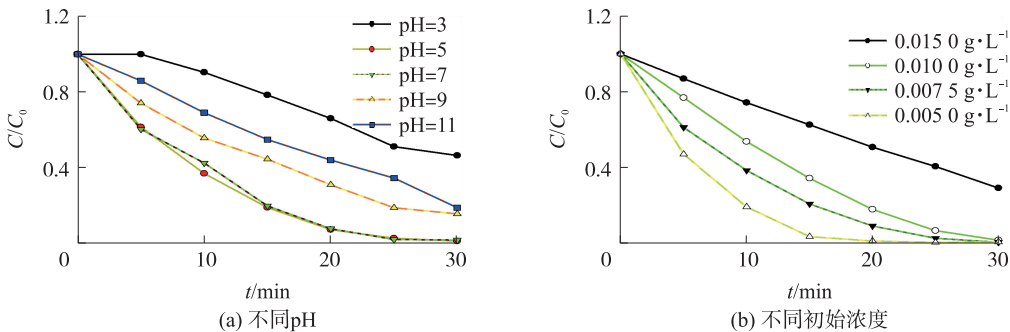 1.2
0.8
0.4
C/C₀
0
10
20
30
t/min
pH=3
pH=5
pH=7
pH=9
pH=11
(a) 不同pH
1.2
0.8
0.4
C/C₀
0
10
20
30
t/min
0.015 0 g·L⁻¹
0.010 0 g·L⁻¹
0.007 5 g·L⁻¹
0.005 0 g·L⁻¹
(b) 不同初始浓度